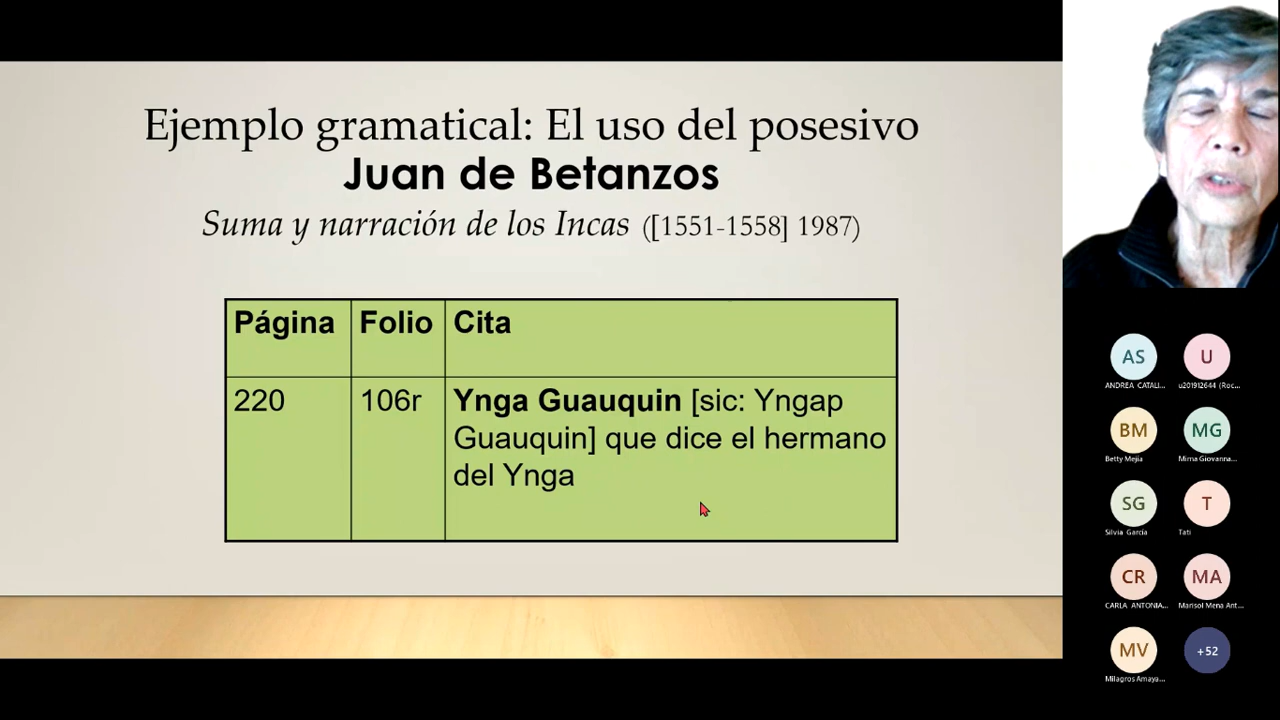 Ejemplo gramatical: El uso del posesivo
Juan de Betanzos
Suma y narración de los Incas ([1551-1558] 1987)
Página Folio Cita
220 106r Ynga Guauquin [sic: Yngap
Guauquin] que dice el hermano
del Ynga
AS U
ANDREA CATALI... u201912644 (Roc...
BM MG
Betty Mejía Mirna Giovanna...
SG T
Silvia García Tati
CR MA
CARLA ANTONIA... Marisol Mena Ant...
MV +52
Milagros Amaya...